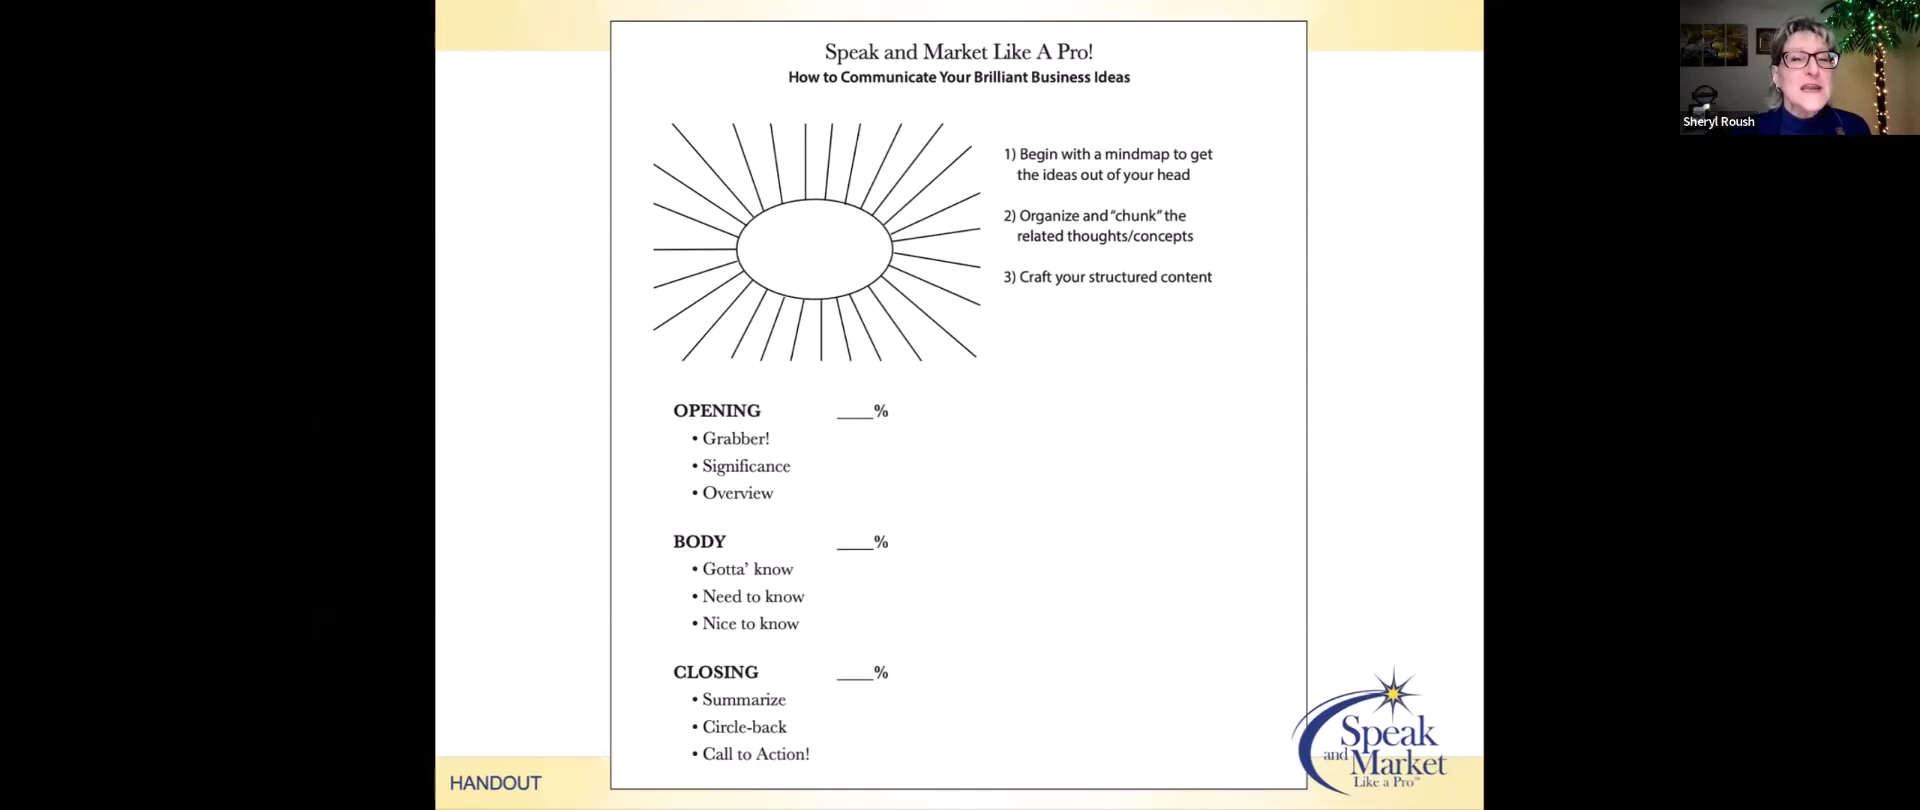 Speak and Market Like A Pro!
How to Communicate Your Brilliant Business Ideas
1) Begin with a mindmap to get
the ideas out of your head
2) Organize and “chunk” the
related thoughts/concepts
3) Craft your structured content
OPENING ____%
• Grabber!
• Significance
• Overview
BODY ____%
• Gotta’ know
• Need to know
• Nice to know
CLOSING ____%
• Summarize
• Circle-back
• Call to Action!
HANDOUT
Speak
and Market
Like a Pro™
Sheryl Roush